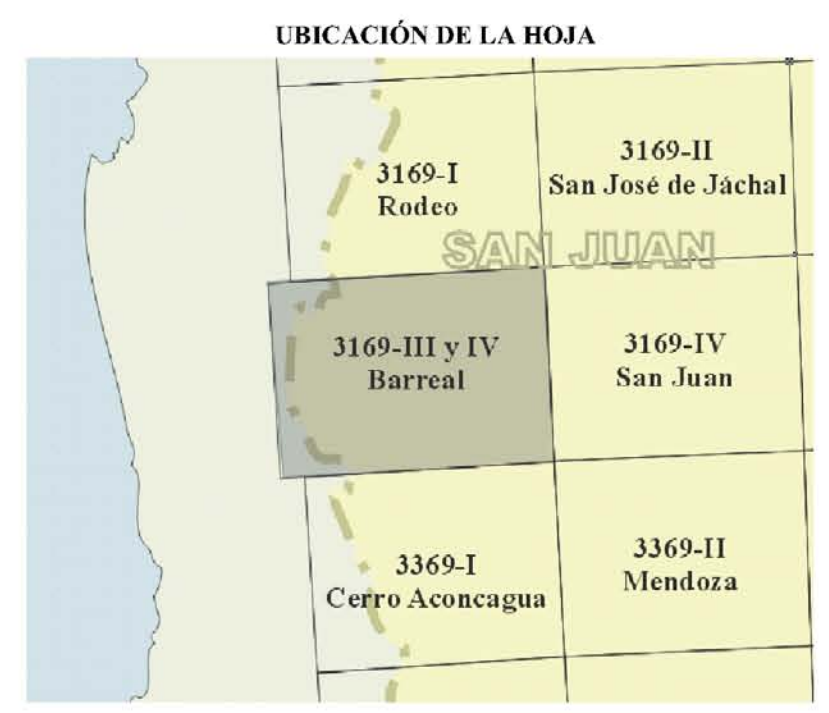 UBICACIÓN DE LA HOJA
3169-I
Rodeo
3169-II
San José de Jáchal
SAN JUAN
3169-III y IV
Barreal
3169-IV
San Juan
3369-I
Cerro Aconcagua
3369-II
Mendoza